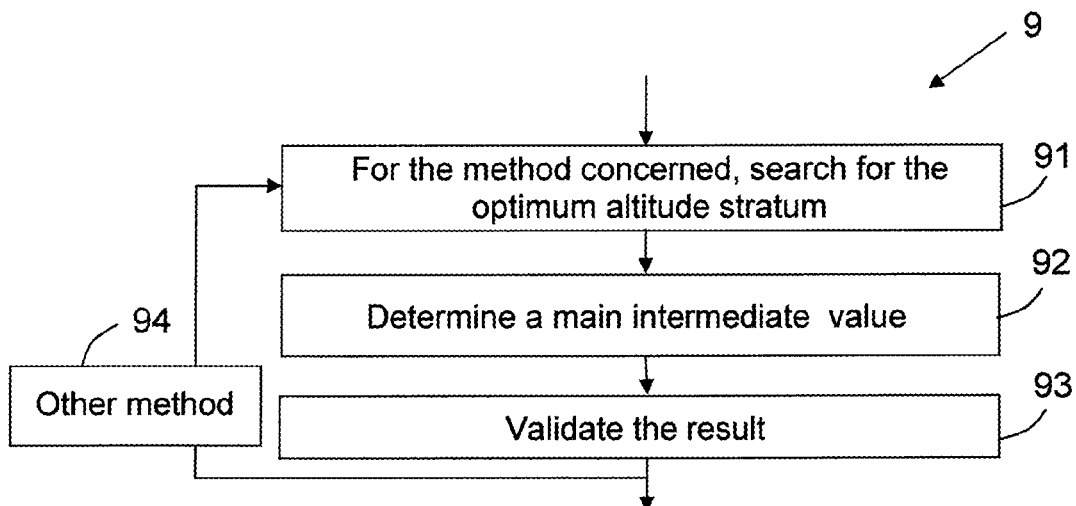 9
For the method concerned, search for the
optimum altitude stratum
91
Determine a main intermediate value
92
94
Other method
Validate the result
93